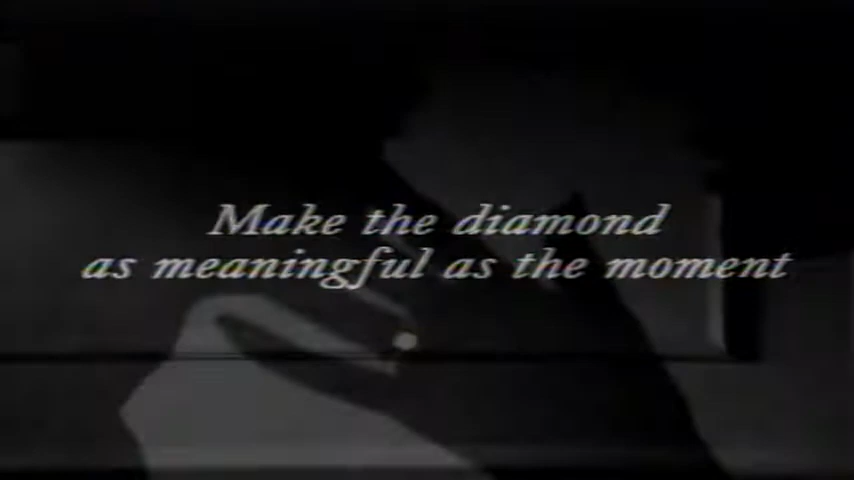 Make the diamond
as meaningful as the moment